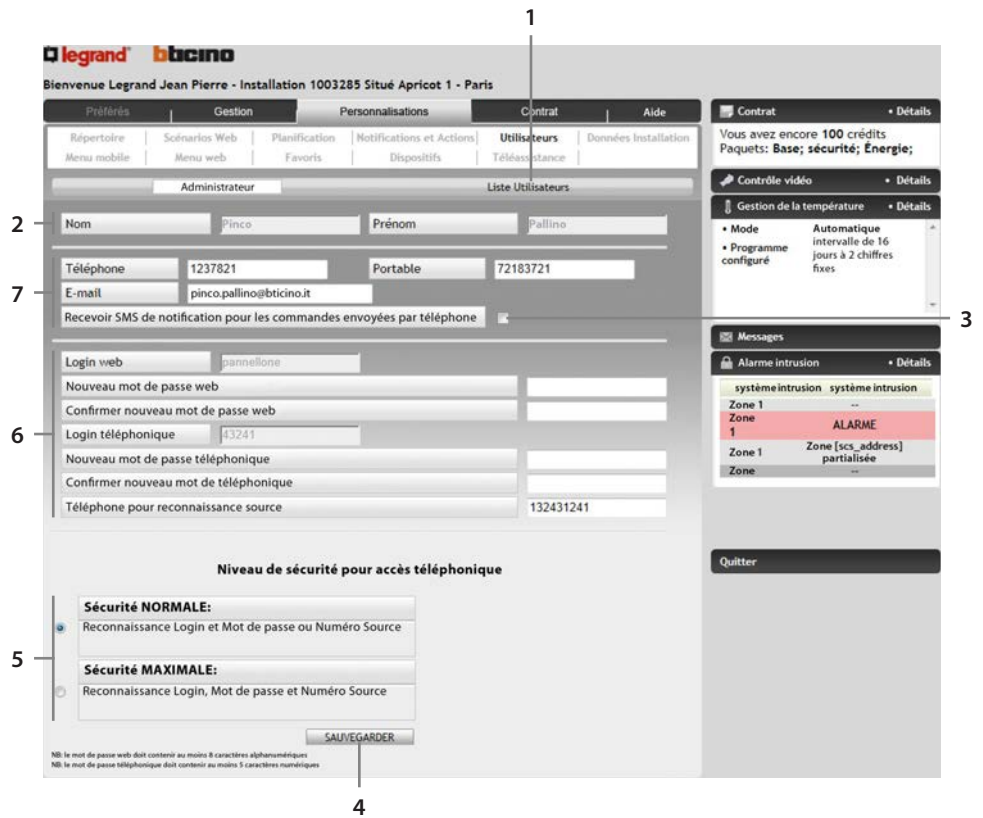 1
legrand® bticino
Bienvenue Legrand Jean Pierre - Installation 1003285 Situé Apricot 1 - Paris
Préférés | Gestion Personnalisations Contrat | Aide
Répertoire | Scénarios Web | Planification | Notifications et Actions | Utilisateurs | Données Installation
Menu mobile | Menu web | Favoris | Dispositifs | Téléassistance |
Administrateur Liste Utilisateurs
2
Nom Pinco Prénom Pallino
Téléphone 1237821 Portable 72183721
7
E-mail pinco.pallino@bticino.it
Recevoir SMS de notification pour les commandes envoyées par téléphone
3
Login web pannellone
Nouveau mot de passe web
Confirmer nouveau mot de passe web
6
Login téléphonique 43241
Nouveau mot de passe téléphonique
Confirmer nouveau mot de téléphonique
Téléphone pour reconnaissance source 132431241
Niveau de sécurité pour accès téléphonique
Sécurité NORMALE:
Reconnaissance Login et Mot de passe ou Numéro Source
5
Sécurité MAXIMALE:
Reconnaissance Login, Mot de passe et Numéro Source
SAUVEGARDER
NB: le mot de passe web doit contenir au moins 8 caractères alphanumériques
NB: le mot de passe téléphonique doit contenir au moins 5 caractères numériques
4
Contrat • Détails
Vous avez encore 100 crédits
Paquets: Base; sécurité; Énergie;
Contrôle vidéo • Détails
Gestion de la température • Détails
• Mode Automatique
intervalle de 16
• Programme jours à 2 chiffres
configuré fixes
Messages
Alarme intrusion • Détails
système intrusion système intrusion
Zone 1 --
Zone
1 ALARME
Zone 1 Zone [scs_address]
partialisée
Zone --
Quitter